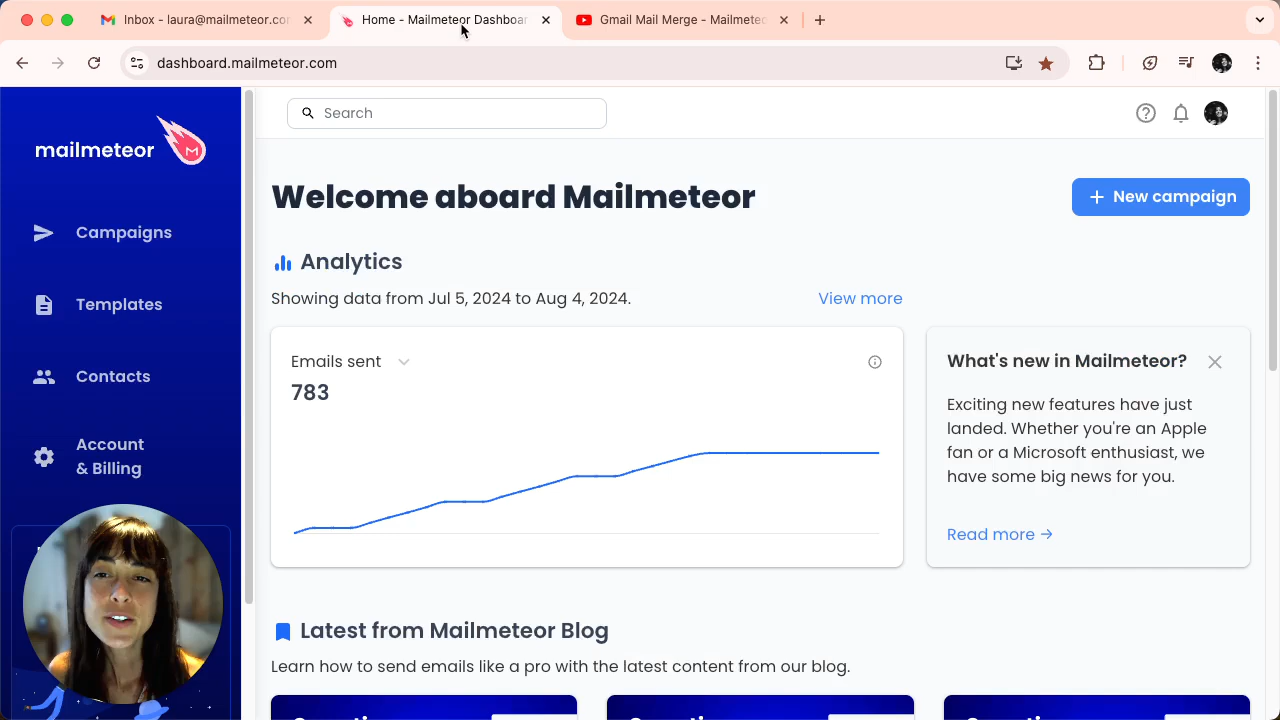 Inbox - laura@mailmeteor.co
Home - Mailmeteor Dashboar
Gmail Mail Merge - Mailmete
dashboard.mailmeteor.com
mailmeteor
Search
Welcome aboard Mailmeteor
New campaign
Campaigns
Templates
Contacts
Account
& Billing
Analytics
Showing data from Jul 5, 2024 to Aug 4, 2024.
View more
Emails sent
783
What's new in Mailmeteor?
Exciting new features have just
landed. Whether you're an Apple
fan or a Microsoft enthusiast, we
have some big news for you.
Read more →
Latest from Mailmeteor Blog
Learn how to send emails like a pro with the latest content from our blog.